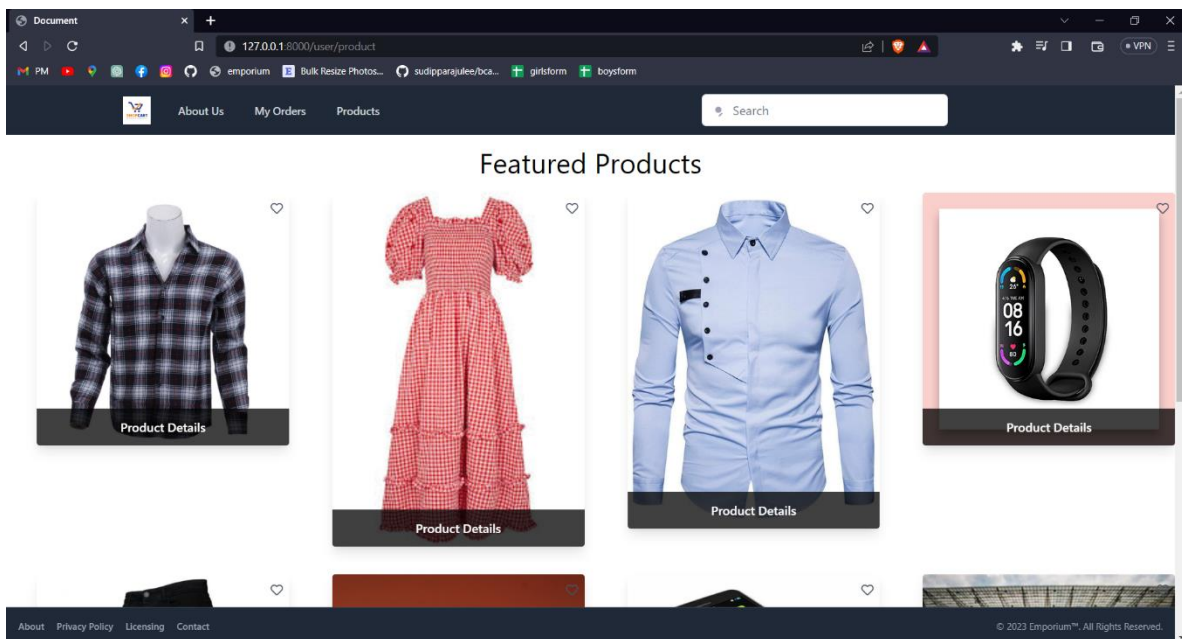 Document
127.0.0.1:8000/user/product
VPN
PM
emporium
Bulk Resize Photos...
sudipparajulee/bca...
girlsform
boysform
About Us
My Orders
Products
Search
Featured Products
08
16
Product Details
Product Details
Product Details
Product Details
About
Privacy Policy
Licensing
Contact
© 2023 Emporium™. All Rights Reserved.